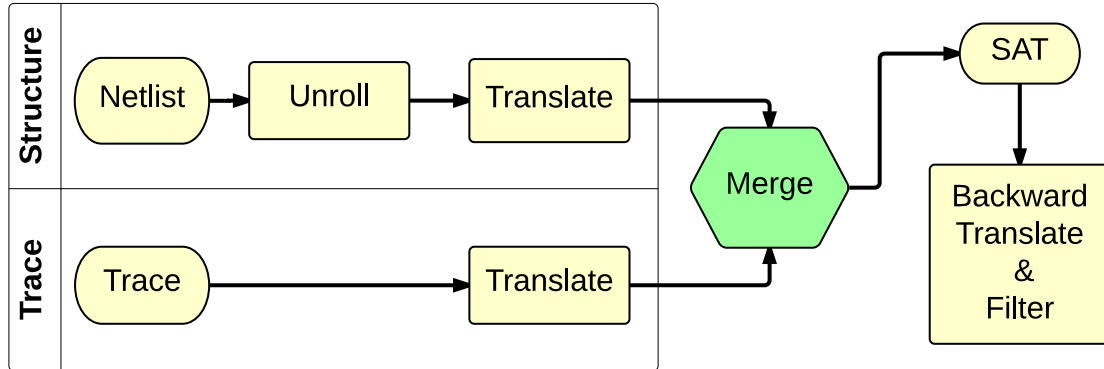 Structure
Netlist
Unroll
Translate
Trace
Trace
Translate
Merge
SAT
Backward
Translate
&
Filter